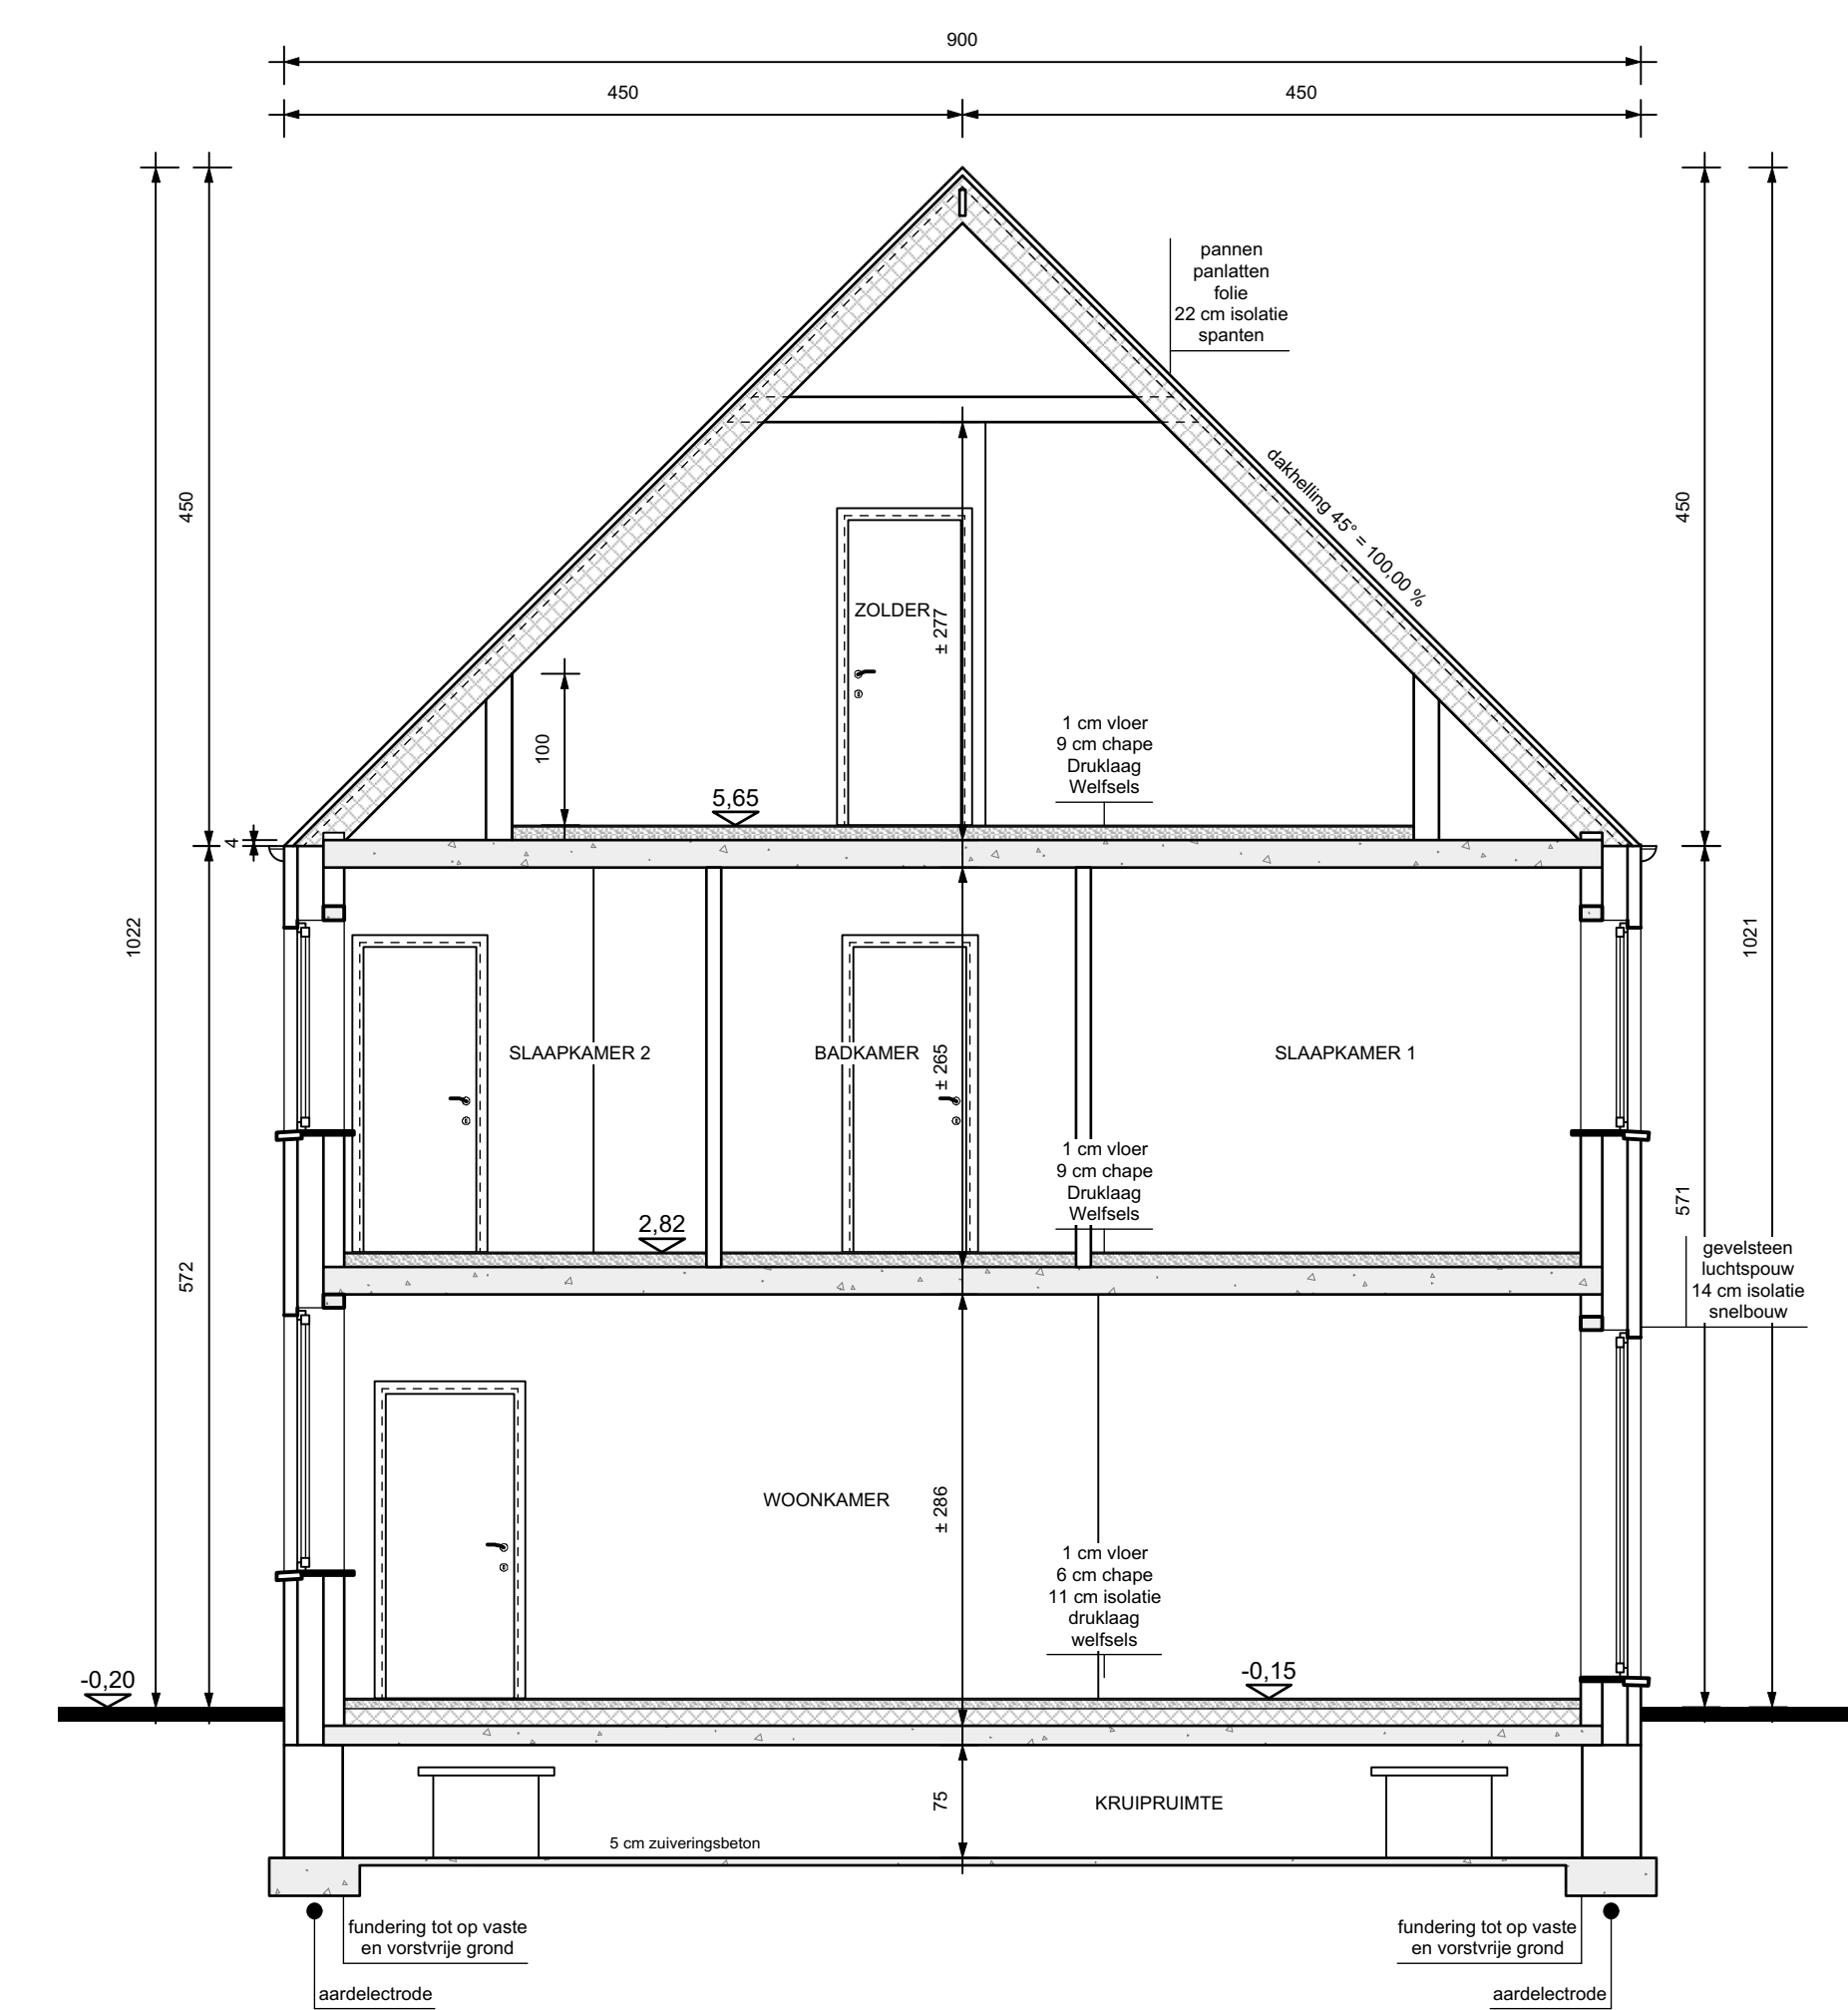 900
450
450
pannen
panlatten
folie
22 cm isolatie
spanten
dakhelling 45° = 100,00 %
450
450
ZOLDER
± 277
100
1 cm vloer
9 cm chape
Druklaag
Welfsels
5,65
4
1022
1021
SLAAPKAMER 2
BADKAMER
± 265
SLAAPKAMER 1
1 cm vloer
9 cm chape
Druklaag
Welfsels
2,82
571
572
gevelsteen
luchtspouw
14 cm isolatie
snelbouw
WOONKAMER
± 286
1 cm vloer
6 cm chape
11 cm isolatie
druklaag
welfsels
-0,20
-0,15
75
KRUIPRUIMTE
5 cm zuiveringsbeton
fundering tot op vaste
en vorstvrije grond
fundering tot op vaste
en vorstvrije grond
aardelectrode
aardelectrode